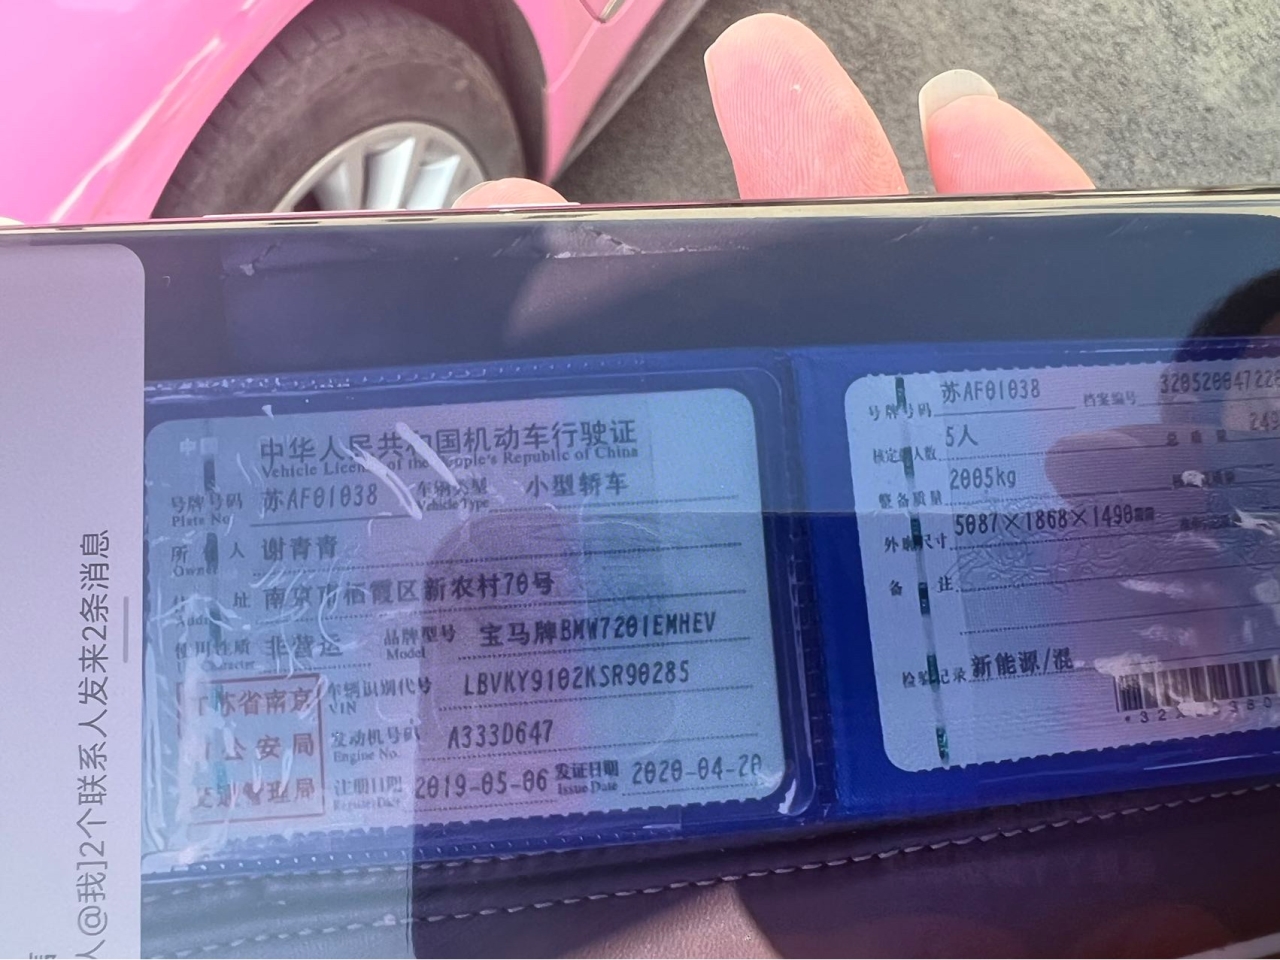 中华人民共和国机动车行驶证
Vehicle License of the People's Republic of China
号牌号码 苏AF01038 车辆类型 小型轿车
Plate No. Vehicle Type
所 人 谢青青
Owner
址 南京市栖霞区新农村70号
使用性质 非营运 品牌型号 宝马牌BMW7201EMHEV
Character Model
江苏省南京
公安局
交通管理局
车辆识别代号 LBVKY9102KSR90285
VIN
发动机号码 A333D647
Engine No.
注册日期 2019-05-06 发证日期 2020-04-20
Register Date Issue Date
号牌号码 苏AF01038 档案编号 3205200472
核定载人数 5人 总质量 249
整备质量 2005kg
外廓尺寸 5087×1868×1490mm
备 注
检验记录 新能源/混
人@我]2个联系人发来2条消息